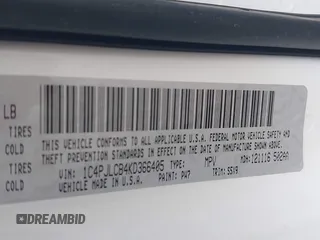 LB
TIRES
COLD
TIRES
COLD
THIS VEHICLE CONFORMS TO ALL APPLICABLE U.S.A. FEDERAL MOTOR VEHICLE SAFETY AND
THEFT PREVENTION STANDARDS IN EFFECT ON THE DATE OF MANUFACTURE SHOWN ABOVE.
VIN: 1C4PJLCB4KD366405 TYPE: MPV
VEHICLE MADE IN U.S.A. PAINT: PW7 TRIM: MDH:
DREAMBID